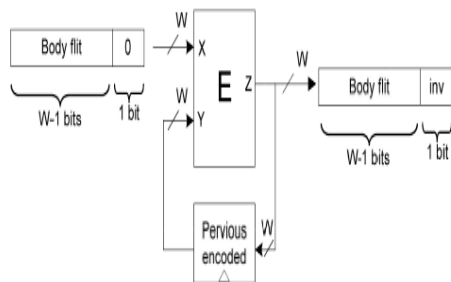 W
W
Body flit 0
X
E
Z
W
Body flit inv
W
Y
W-1 bits
1 bit
W-1 bits
1 bit
W
Pervious
encoded